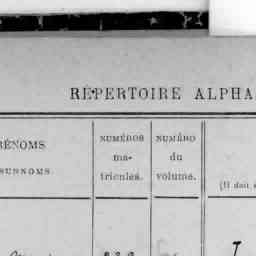 RÉPERTOIRE ALPHA
RÉNOMS
SURNOMS.
NUMÉROS
ma-
tricules.
NUMÉRO
du
volume.
(Il doit